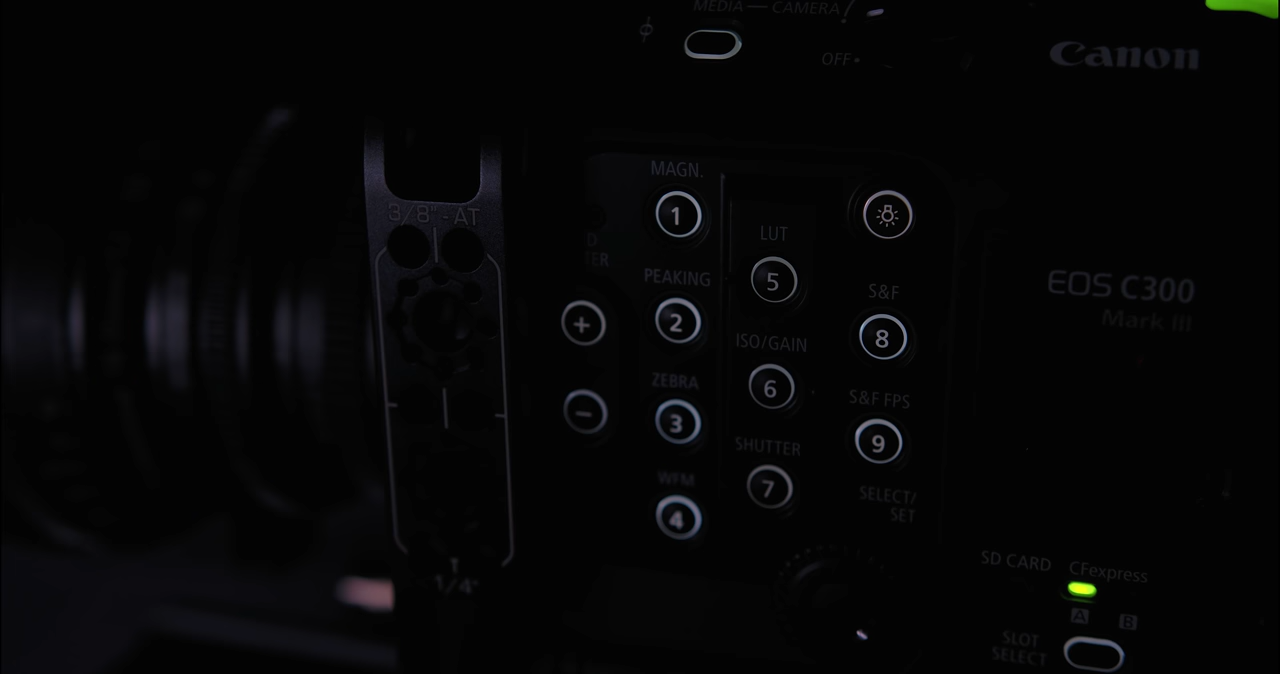 MEDIA — CAMERA
OFF
Canon
3/8"-AT
MAGN.
1
LUT
5
PEAKING
2
S&F
8
EOS C300
Mark III
+
ISO/GAIN
6
ZEBRA
3
S&F FPS
9
-
SHUTTER
7
WFM
4
SELECT/
SET
1/4"
SD CARD
CFexpress
A B
SLOT
SELECT